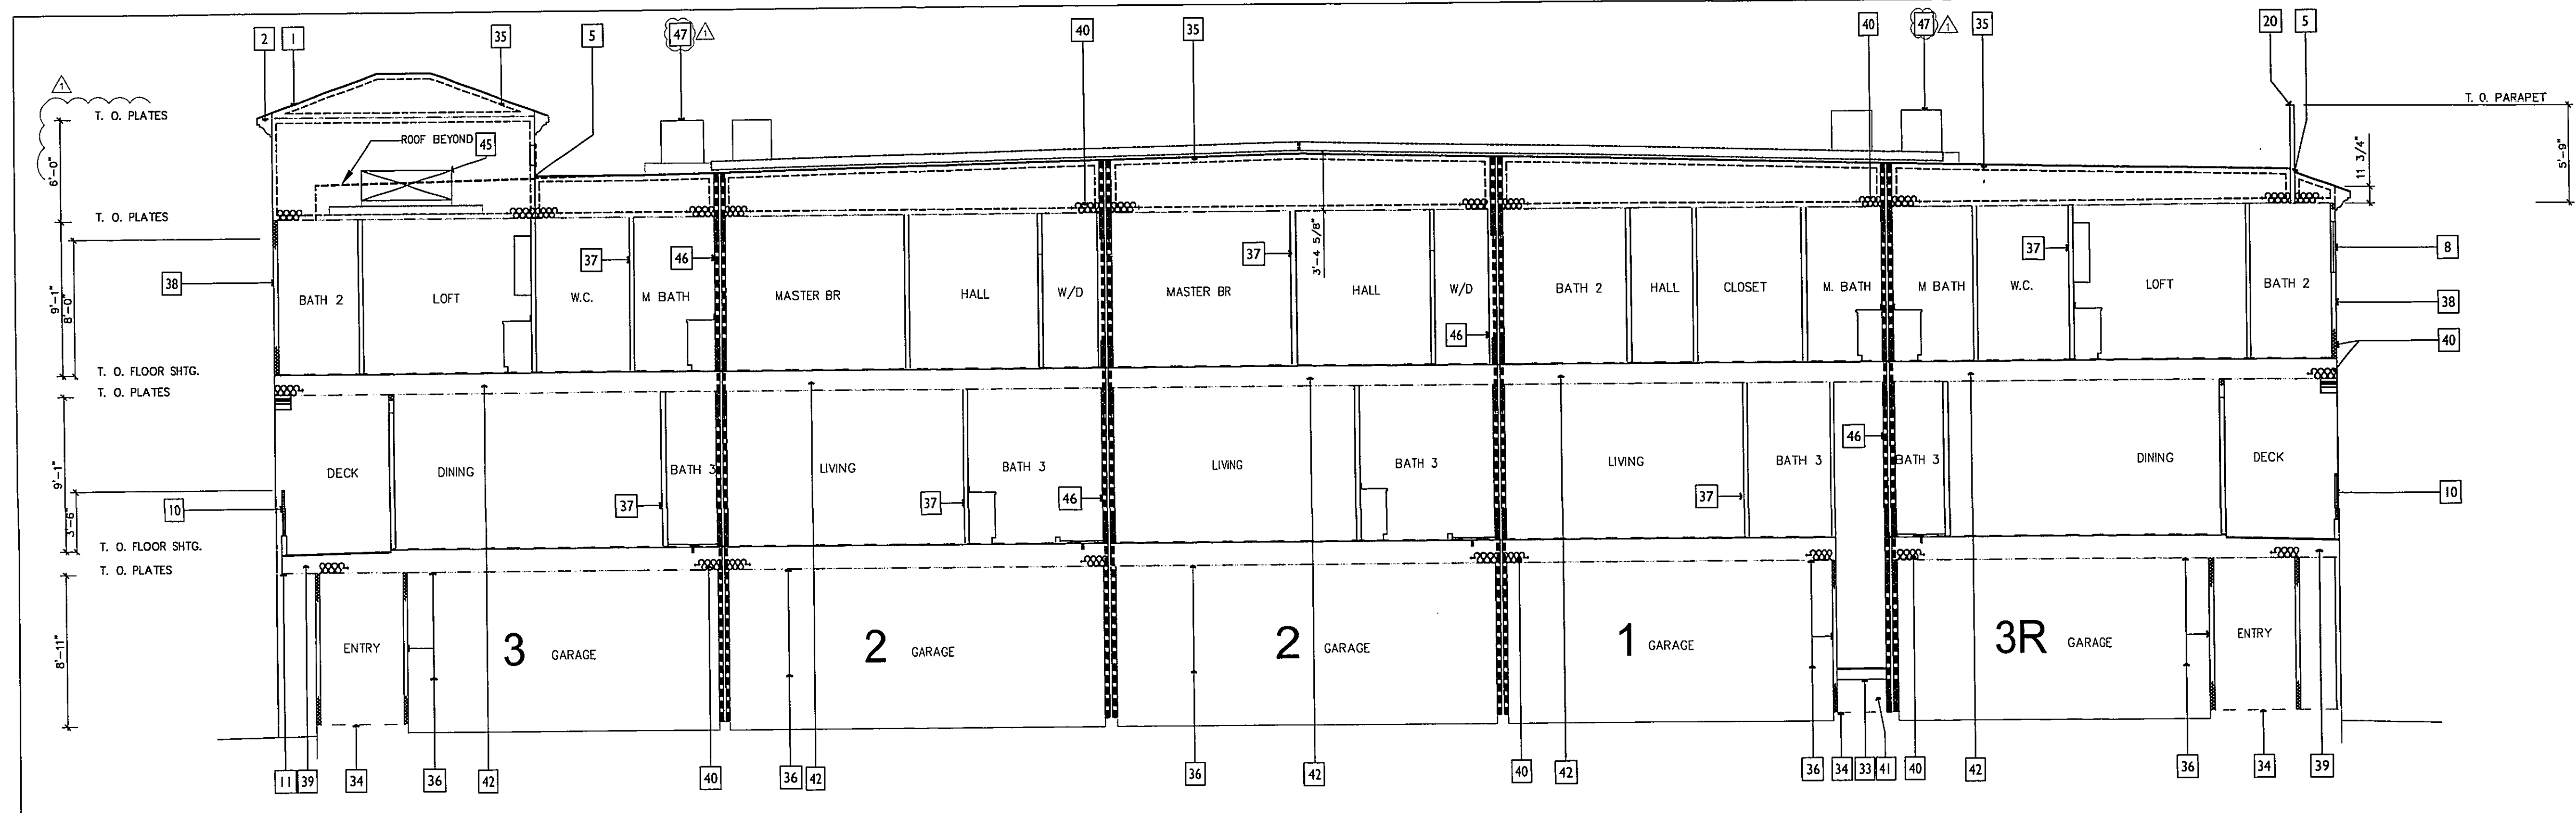 2 1 35 5 47 1 40 35 40 47 1 35 20 5
1
T. O. PLATES
T. O. PARAPET
ROOF BEYOND 45
6'-0"
11 3/4"
5'-9"
T. O. PLATES
40 40
3'-4 5/8"
38 37 46 37 37 8
9'-1"
8'-0"
BATH 2 LOFT W.C. M BATH MASTER BR HALL W/D MASTER BR HALL W/D BATH 2 HALL CLOSET M. BATH M BATH W.C. LOFT BATH 2
38
46
40
T. O. FLOOR SHTG.
T. O. PLATES
9'-1"
46
DECK DINING BATH 3 LIVING BATH 3 LIVING BATH 3 LIVING BATH 3 BATH 3 DINING DECK
10 37 37 46 37 10
3'-6"
T. O. FLOOR SHTG.
T. O. PLATES
8'-11"
ENTRY 3 GARAGE 2 GARAGE 2 GARAGE 1 GARAGE 3R GARAGE ENTRY
11 39 34 36 42 40 36 42 36 42 40 42 36 34 33 41 40 42 36 34 39